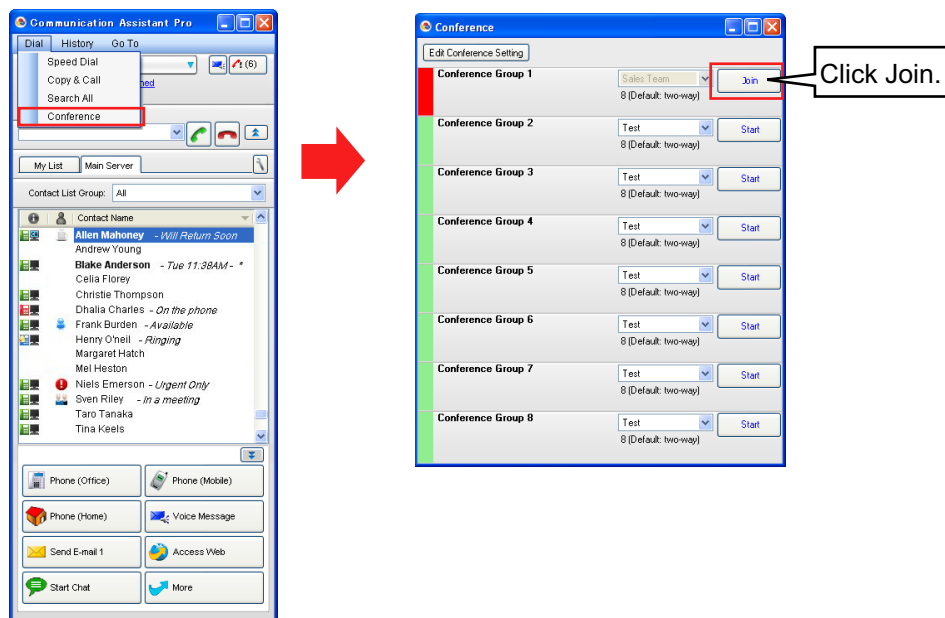 Communication Assistant Pro
Dial History Go To
Speed Dial
Copy & Call
Search All
Conference
(6)
ned
My List Main Server
Contact List Group: All
Contact Name
Allen Mahoney - Will Return Soon
Andrew Young
Blake Anderson - Tue 11:38AM - *
Celia Florey
Christie Thompson
Dhalia Charles - On the phone
Frank Burden - Available
Henry O'neil - Ringing
Margaret Hatch
Mel Heston
Niels Emerson - Urgent Only
Sven Riley - In a meeting
Taro Tanaka
Tina Keels
Phone (Office) Phone (Mobile)
Phone (Home) Voice Message
Send E-mail 1 Access Web
Start Chat More
Conference
Edit Conference Setting
Conference Group 1 Sales Team Join
8 (Default: two-way)
Conference Group 2 Test Start
8 (Default: two-way)
Conference Group 3 Test Start
8 (Default: two-way)
Conference Group 4 Test Start
8 (Default: two-way)
Conference Group 5 Test Start
8 (Default: two-way)
Conference Group 6 Test Start
8 (Default: two-way)
Conference Group 7 Test Start
8 (Default: two-way)
Conference Group 8 Test Start
8 (Default: two-way)
Click Join.